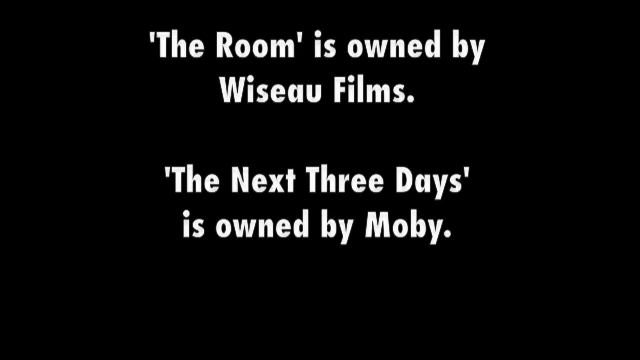 'The Room' is owned by
Wiseau Films.
'The Next Three Days'
is owned by Moby.